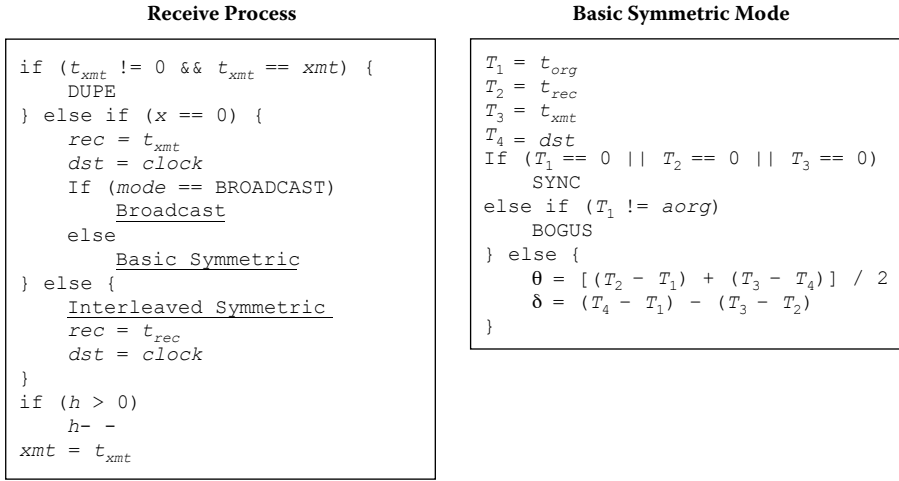 Receive Process
if (t_xmt != 0 && t_xmt == xmt) {
    DUPE
} else if (x == 0) {
    rec = t_xmt
    dst = clock
    If (mode == BROADCAST)
        Broadcast
    else
        Basic Symmetric
} else {
    Interleaved Symmetric
    rec = t_rec
    dst = clock
}
if (h > 0)
    h- -
xmt = t_xmt
Basic Symmetric Mode
T_1 = t_org
T_2 = t_rec
T_3 = t_xmt
T_4 = dst
If (T_1 == 0 || T_2 == 0 || T_3 == 0)
    SYNC
else if (T_1 != aorg)
    BOGUS
} else {
    θ = [(T_2 – T_1) + (T_3 – T_4)] / 2
    δ = (T_4 – T_1) – (T_3 – T_2)
}